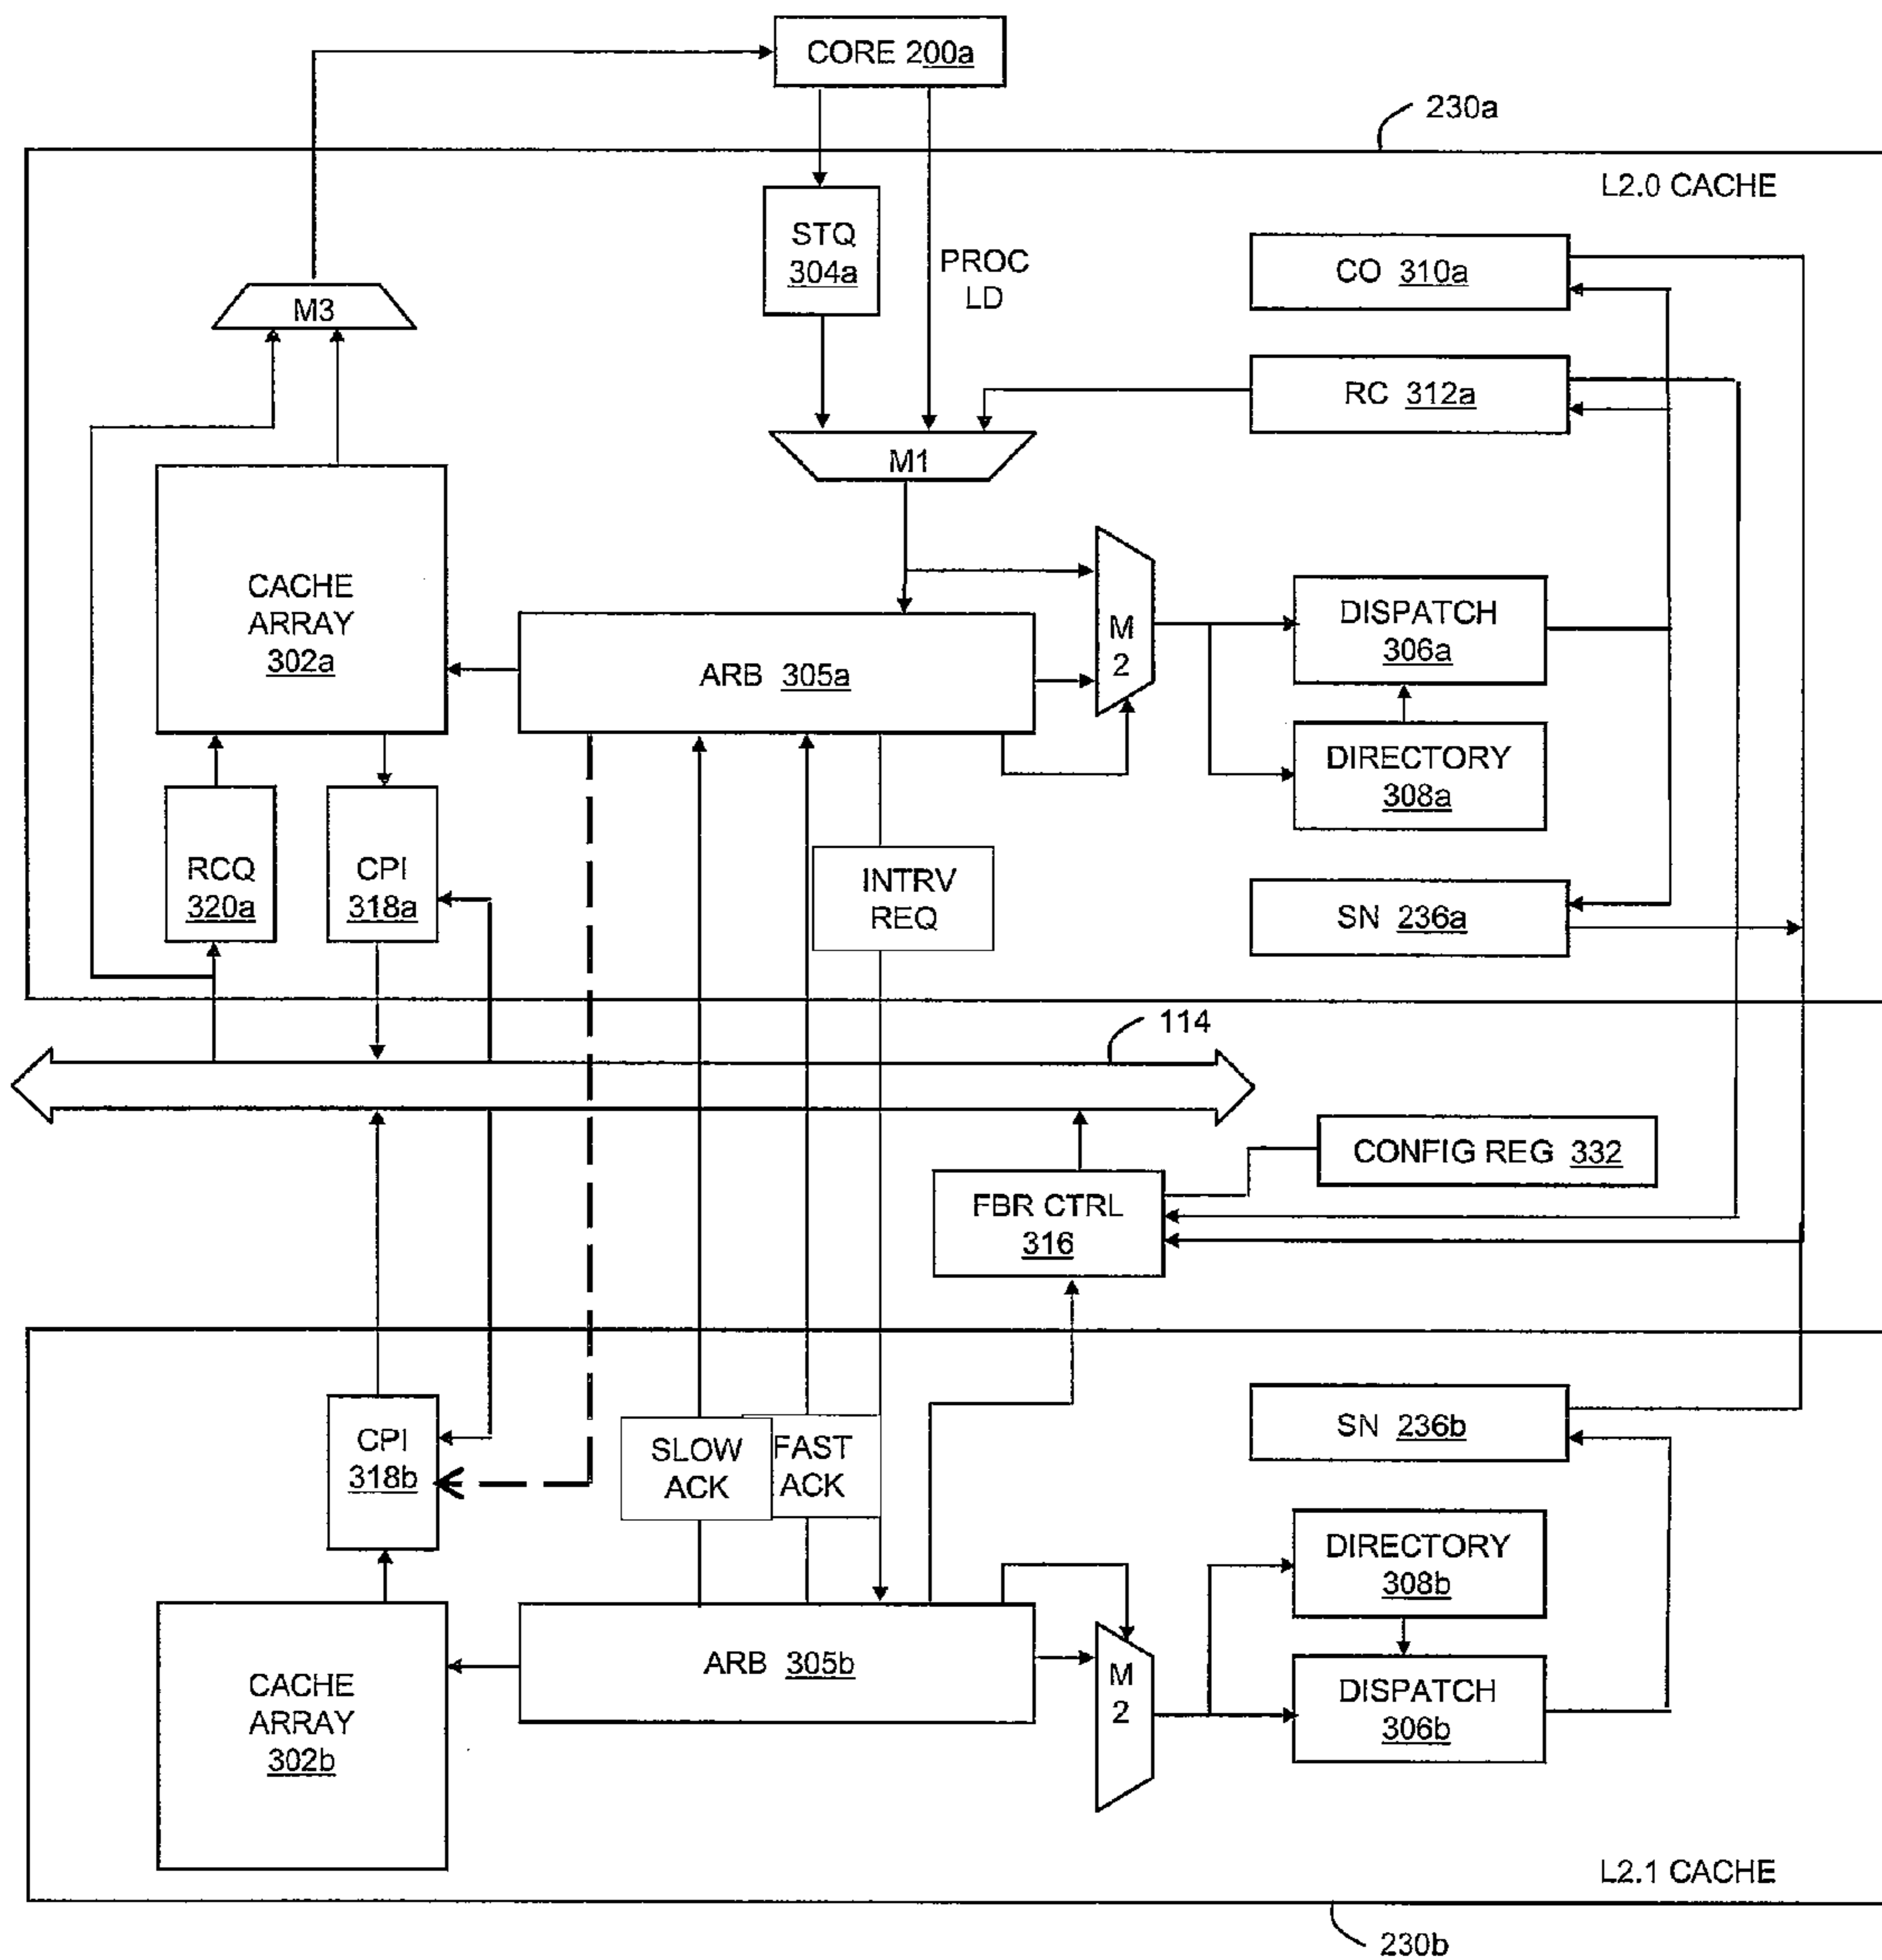 CORE 200a
230a
L2.0 CACHE
STQ
304a
PROC
LD
CO 310a
M3
RC 312a
M1
CACHE
ARRAY
302a
ARB 305a
M
2
DISPATCH
306a
DIRECTORY
308a
RCQ
320a
CPI
318a
INTRV
REQ
SN 236a
114
CONFIG REG 332
FBR CTRL
316
CPI
318b
SLOW
ACK
FAST
ACK
SN 236b
DIRECTORY
308b
CACHE
ARRAY
302b
ARB 305b
M
2
DISPATCH
306b
L2.1 CACHE
230b